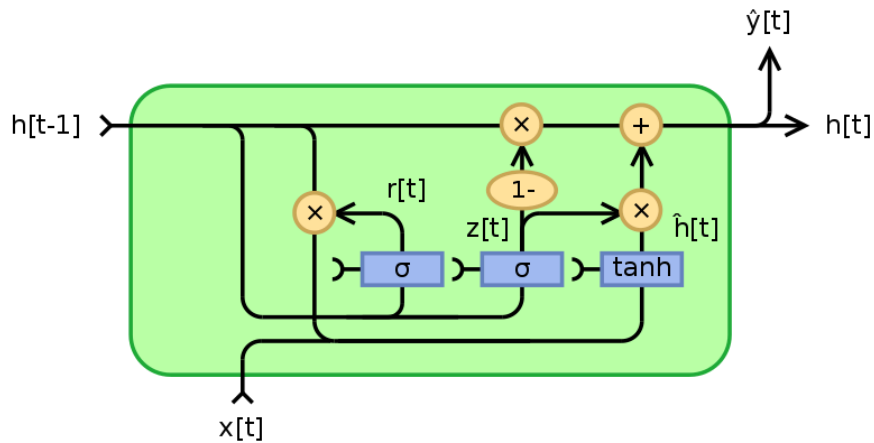 ŷ[t]
h[t-1]
×
+
h[t]
1-
r[t]
×
×
z[t]
ĥ[t]
σ
σ
tanh
x[t]